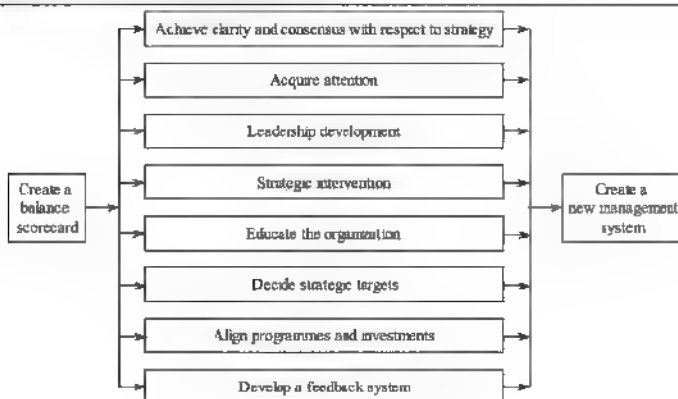 Achieve clarity and consensus with respect to strategy
Acquire attention
Leadership development
Strategic intervention
Create a
balance
scorecard
Educate the organization
Create a
new management
system
Decide strategic targets
Align programmes and investments
Develop a feedback system